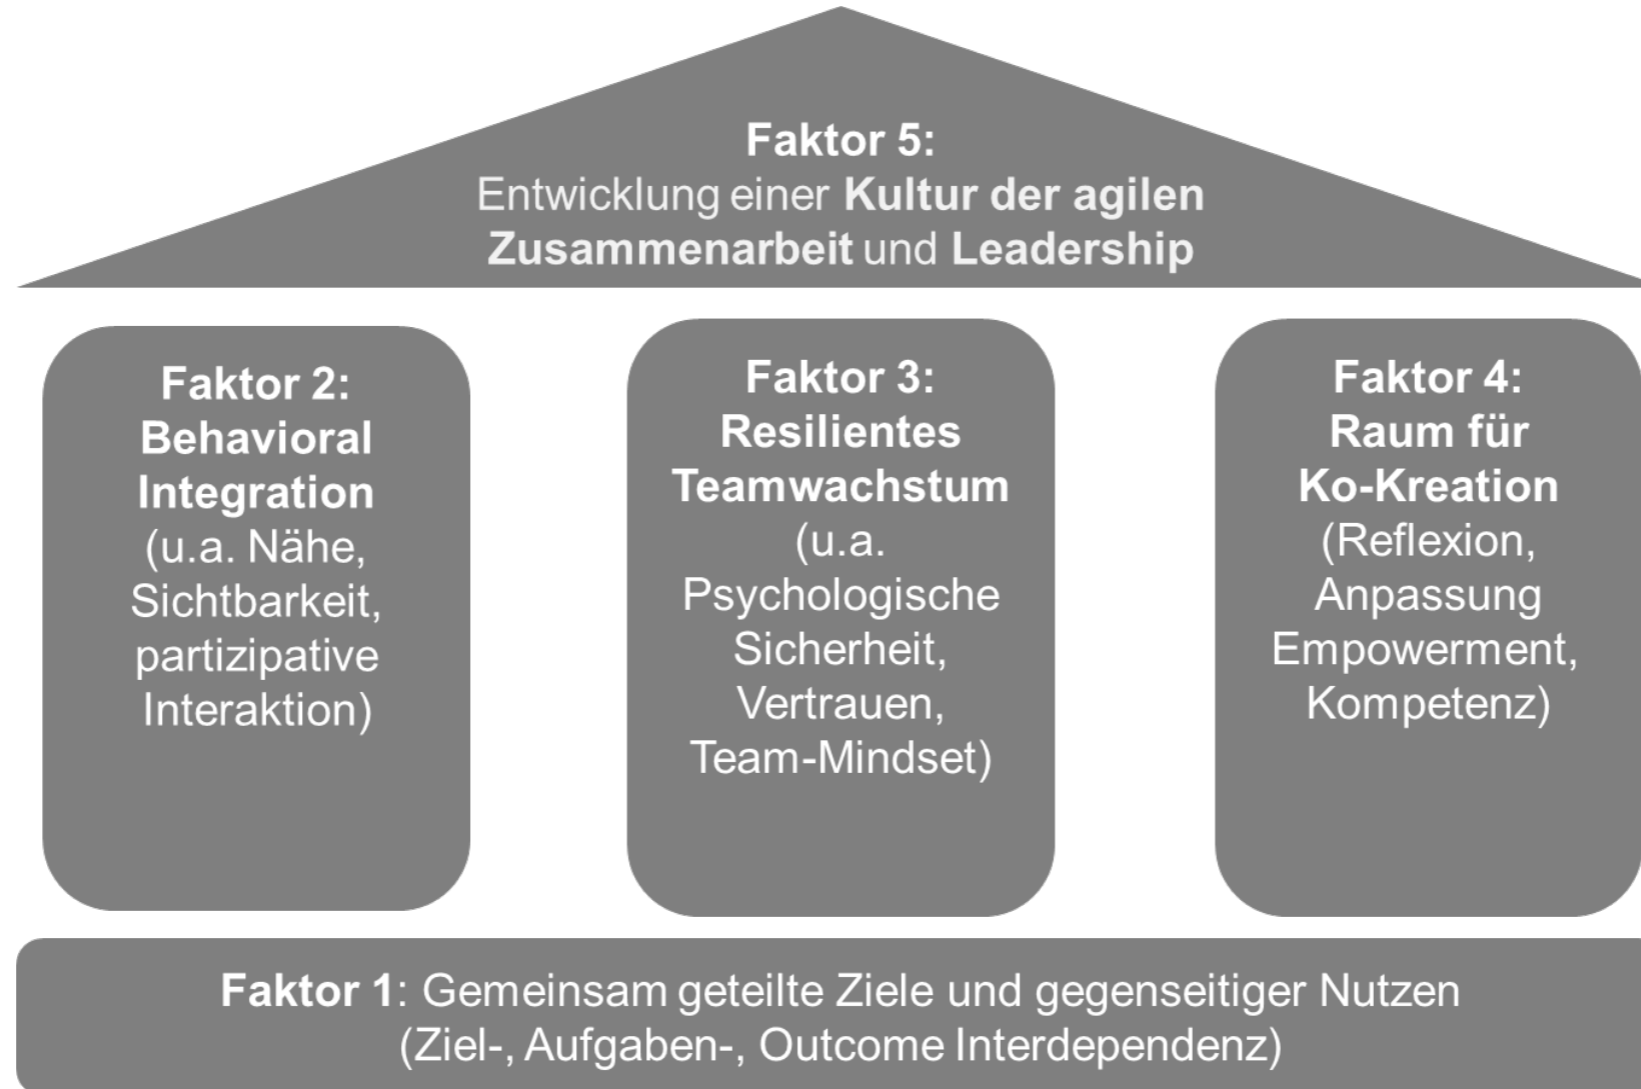 Faktor 5:
Entwicklung einer Kultur der agilen
Zusammenarbeit und Leadership
Faktor 2:
Behavioral
Integration
(u.a. Nähe,
Sichtbarkeit,
partizipative
Interaktion)
Faktor 3:
Resilientes
Teamwachstum
(u.a.
Psychologische
Sicherheit,
Vertrauen,
Team-Mindset)
Faktor 4:
Raum für
Ko-Kreation
(Reflexion,
Anpassung
Empowerment,
Kompetenz)
Faktor 1: Gemeinsam geteilte Ziele und gegenseitiger Nutzen
(Ziel-, Aufgaben-, Outcome Interdependenz)